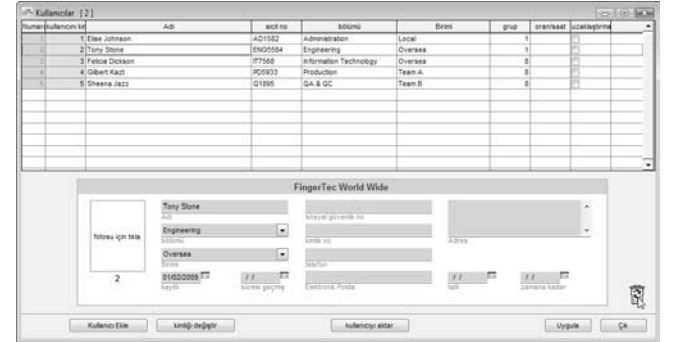 Kullanıcılar [2]
Numara kullanıcını kił Adı sicil no bölümü Birimi grup oran/saat uzaklaştırma
1 1 Elise Johnson AD1582 Administration Local 1
2 2 Tony Stone ENG5584 Engineering Oversea 1
3 3 Felicia Dickson IT7568 Information Technology Oversea 8
4 4 Gilbert Kazt PD5933 Production Team A 8
5 5 Sheena Jazz Q1895 QA & QC Team B 8
FingerTec World Wide
fotosu için tıkla
2
Tony Stone
Adı
sosyal güvenlik no
Engineering
bölümü
kimlik no
Adres
Oversea
Birimi
telefon
01/02/2009 / / / / / /
kayıtlı süresi geçmiş Elektronik Posta tatil zamana kadar
Kullanıcı Ekle kimliği değiştir kullanıcıyı aktar Uygula Çık